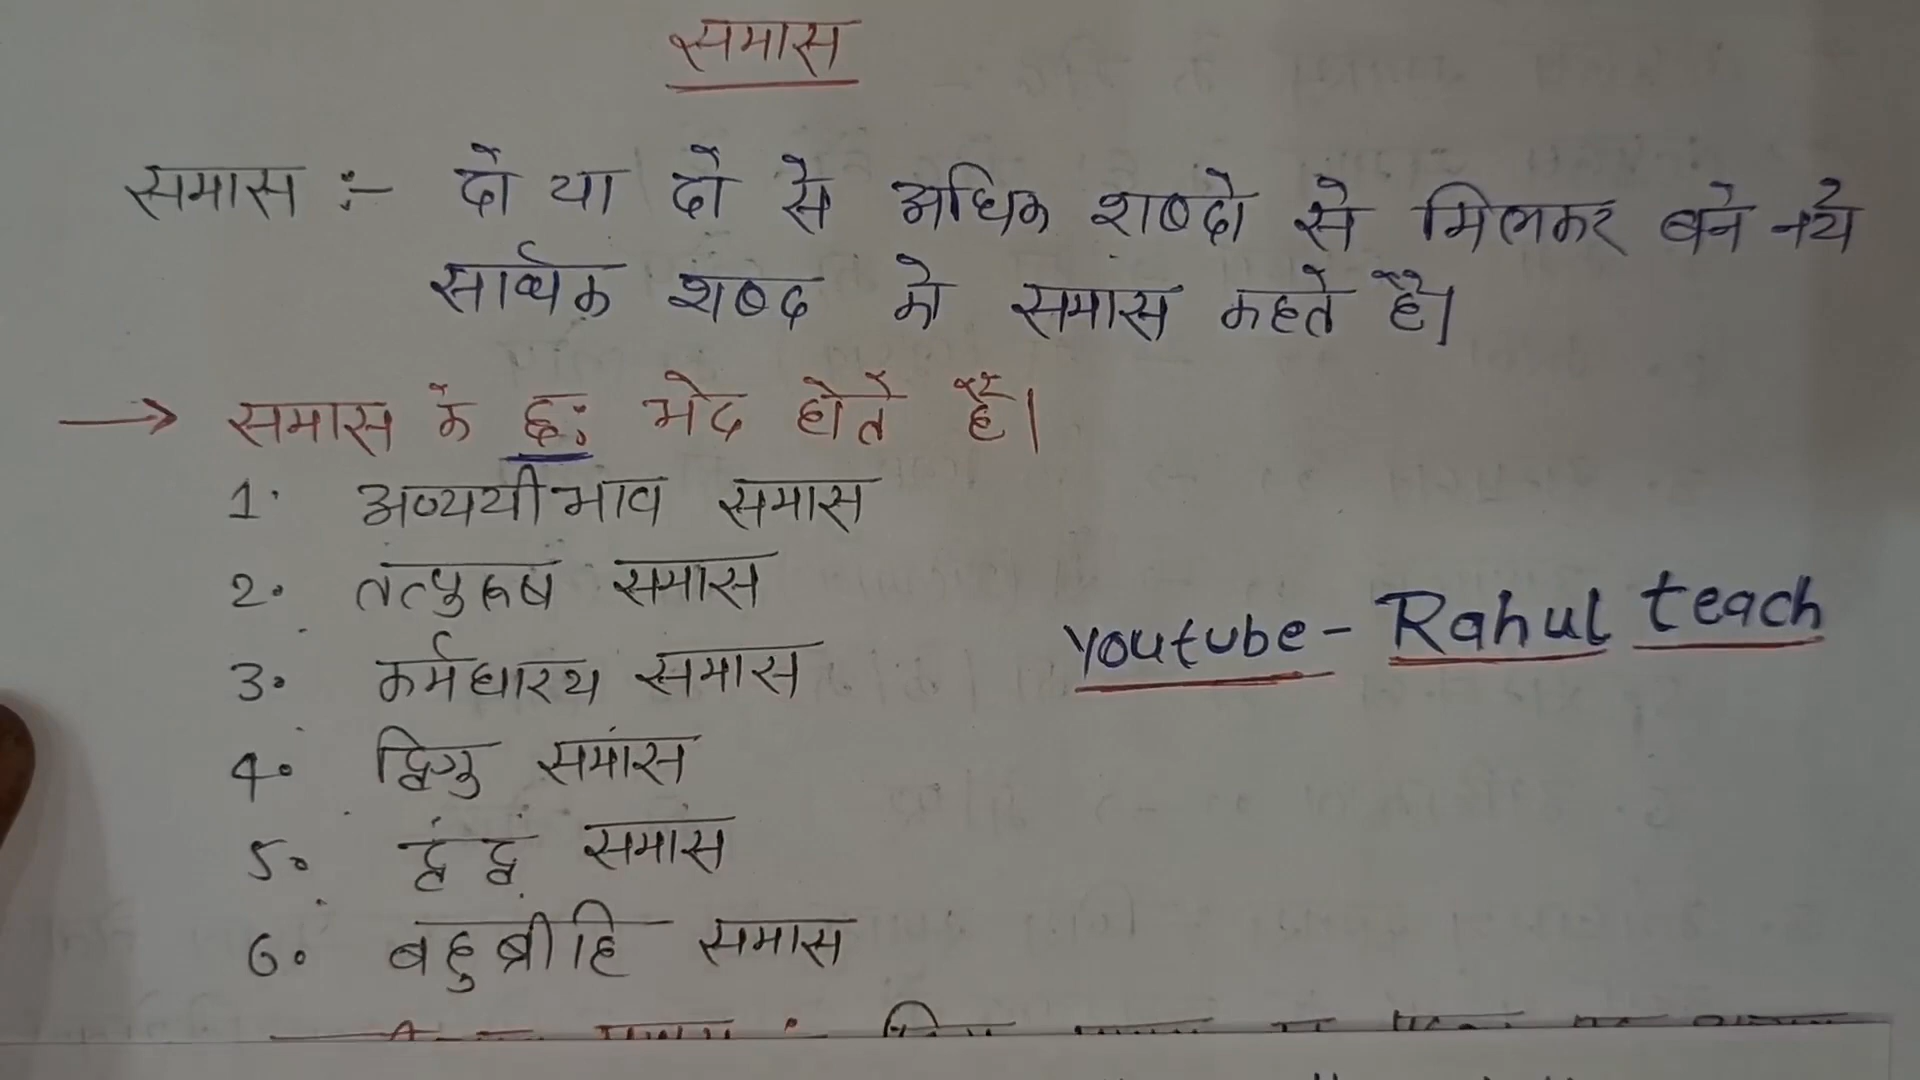 समास
समास :- दो या दो से अधिक शब्दो से मिलकर बने नये
सार्थक शब्द को समास कहते है।
→ समास के छः भेद होते हैं।
1. अव्ययीभाव समास
2. तत्पुरूष समास
3. कर्मधारय समास
youtube - Rahul teach
4. द्विगु समास
5. द्वंद्वं समास
6. बहुब्रीहि समास